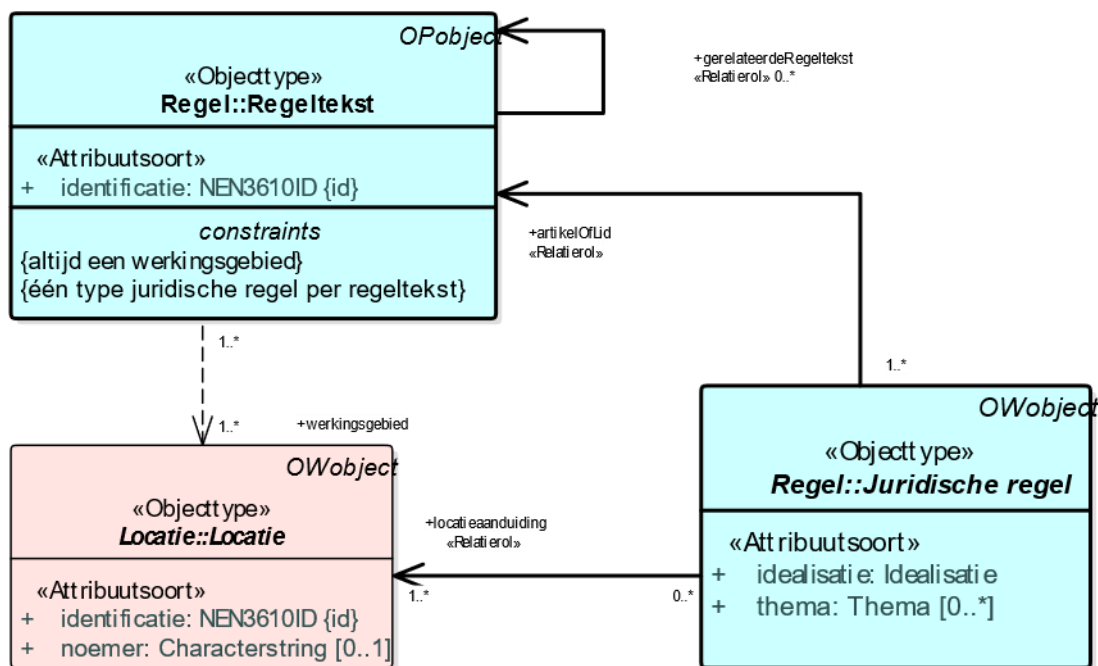 OPobject
«Objecttype»
Regel::Regeltekst
«Attribuutsoort»
+ identificatie: NEN3610ID {id}
constraints
{altijd een werkingsgebied}
{één type juridische regel per regeltekst}
+gerelateerdeRegeltekst
«Relatierol» 0..*
+artikelOfLid
«Relatierol»
1..*
1..*
1..*
+werkingsgebied
OWobject
«Objecttype»
Locatie::Locatie
«Attribuutsoort»
+ identificatie: NEN3610ID {id}
+ noemer: Characterstring [0..1]
+locatieaanduiding
«Relatierol»
1..*
0..*
OWobject
«Objecttype»
Regel::Juridische regel
«Attribuutsoort»
+ idealisatie: Idealisatie
+ thema: Thema [0..*]